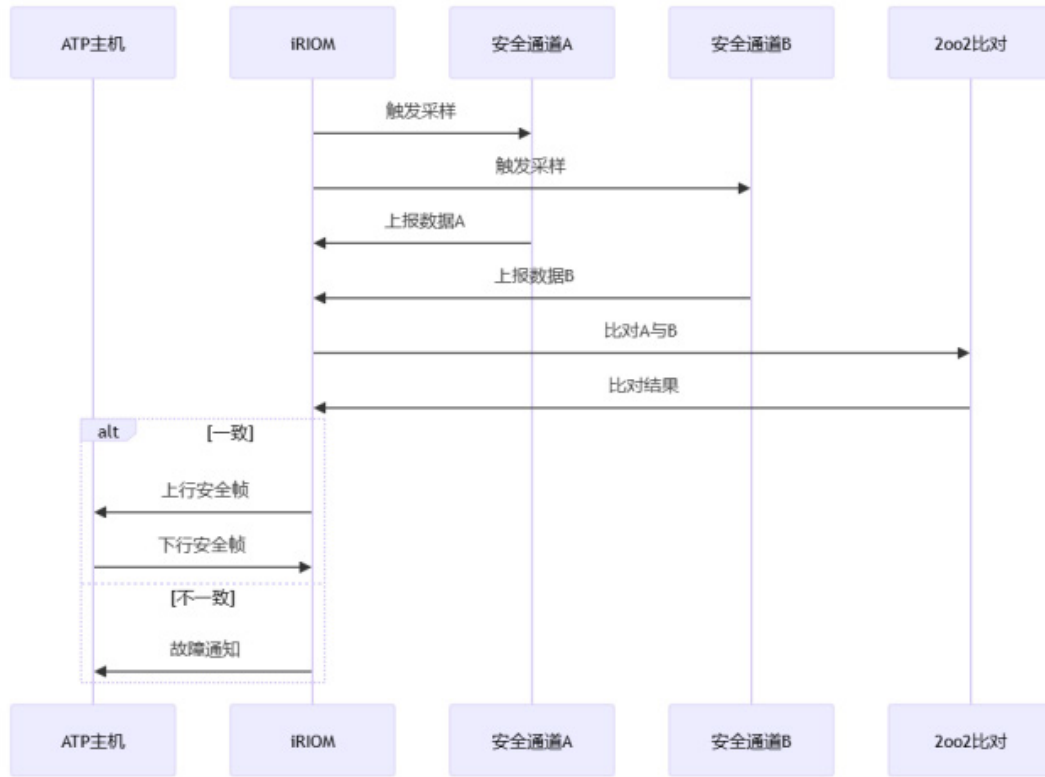 ATP主机
iRIOM
安全通道A
安全通道B
2oo2比对
触发采样
触发采样
上报数据A
上报数据B
比对A与B
比对结果
alt [一致]
上行安全帧
下行安全帧
[不一致]
故障通知
ATP主机
iRIOM
安全通道A
安全通道B
2oo2比对